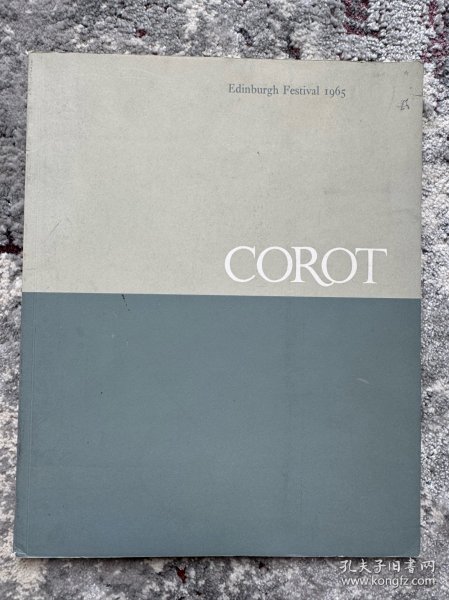 Edinburgh Festival 1965
COROT
孔夫子旧书网
www.kongfz.com